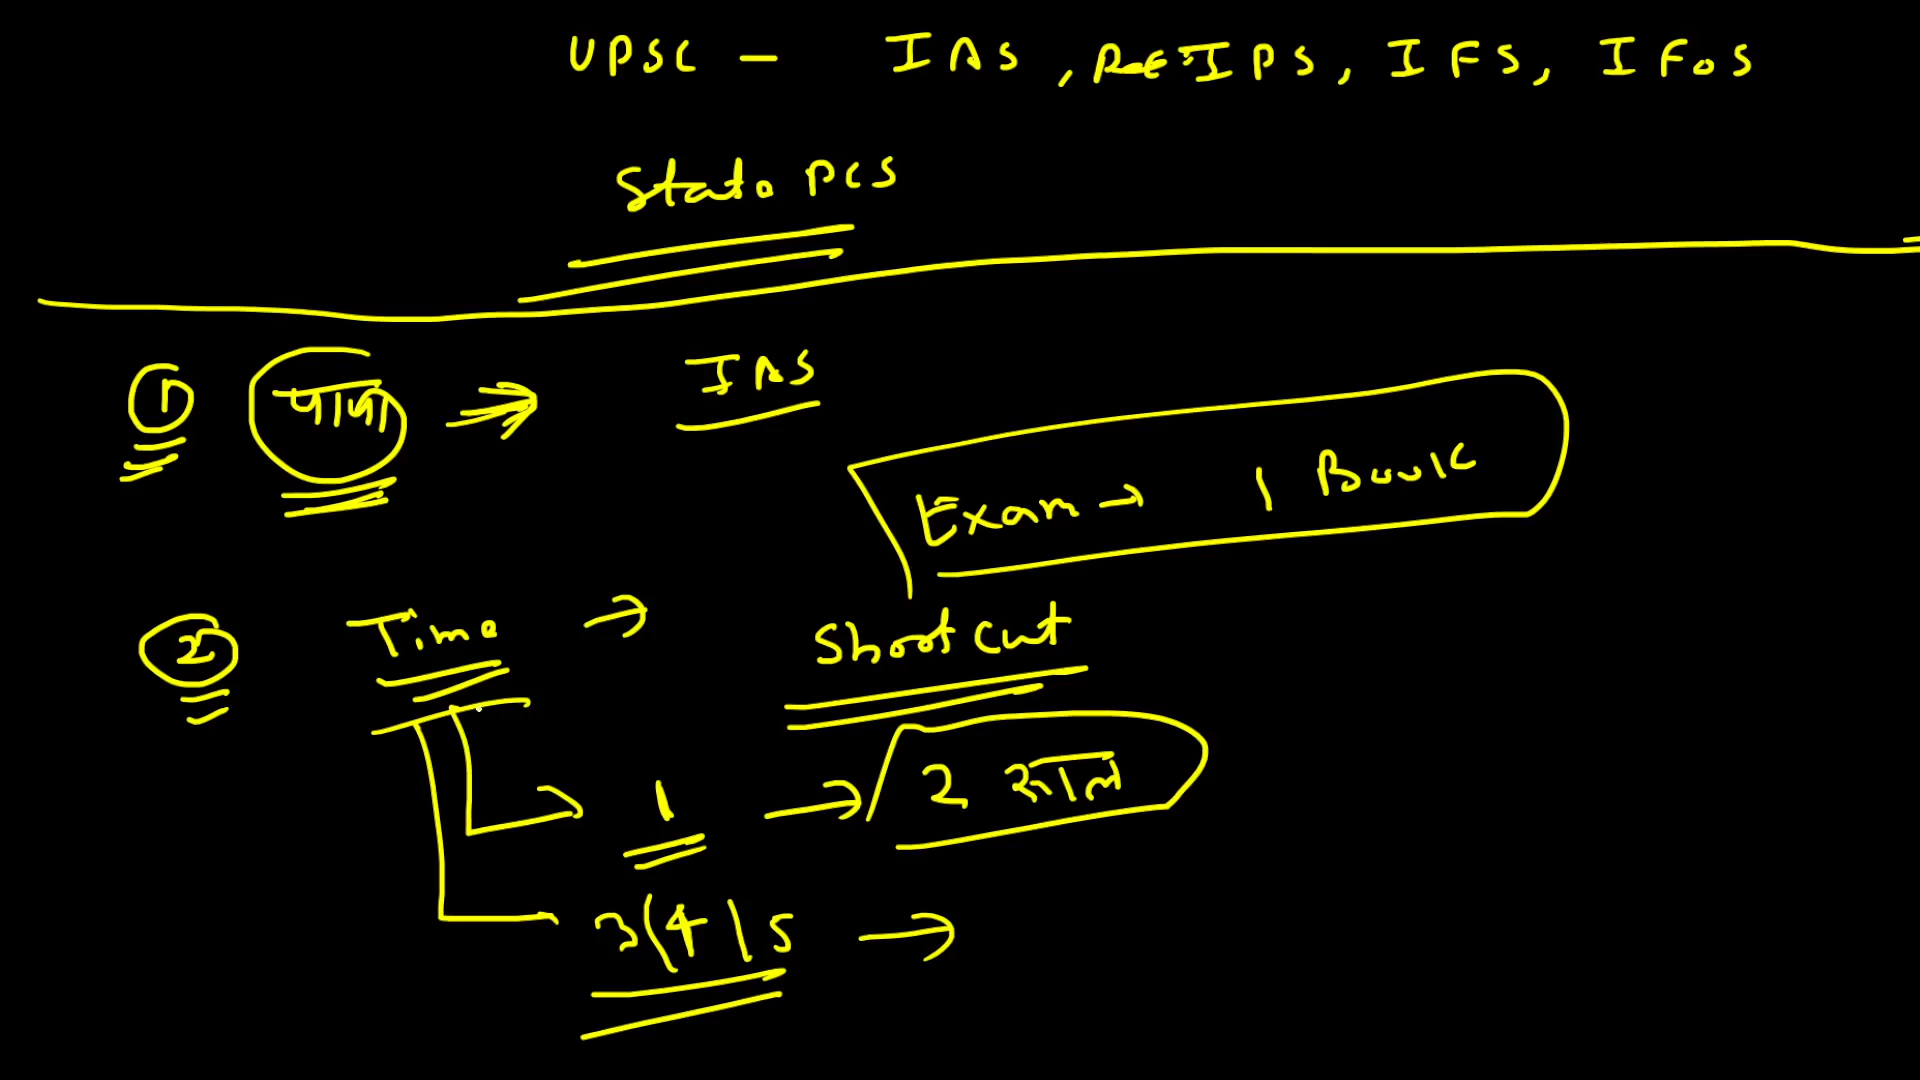 UPSC - IAS, IPS, IFS, IFOS
State PCS
1 पापा → IAS
Exam → 1 Book
2 Time → Short cut
1 → 2 साल
3/4/5 →